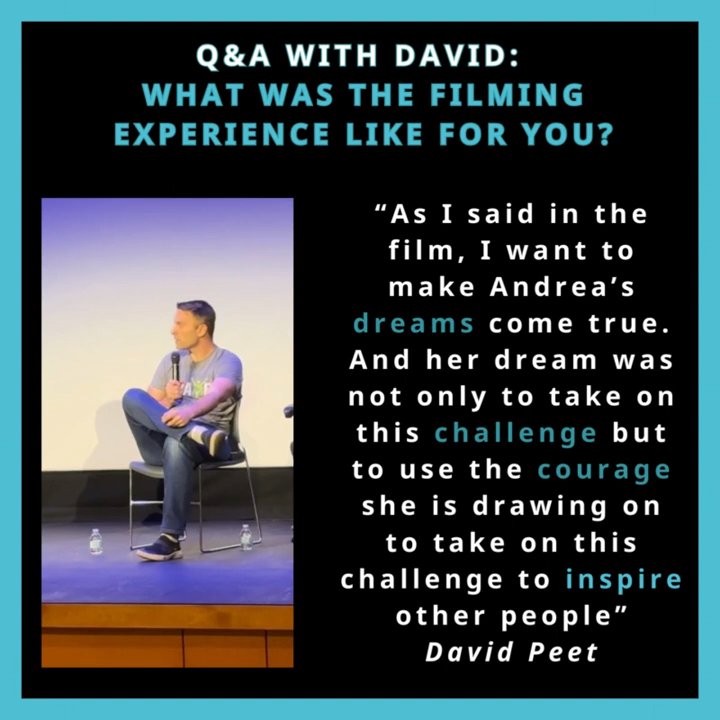 Q&A WITH DAVID:
WHAT WAS THE FILMING
EXPERIENCE LIKE FOR YOU?
“As I said in the
film, I want to
make Andrea’s
dreams come true.
And her dream was
not only to take on
this challenge but
to use the courage
she is drawing on
to take on this
challenge to inspire
other people”
David Peet